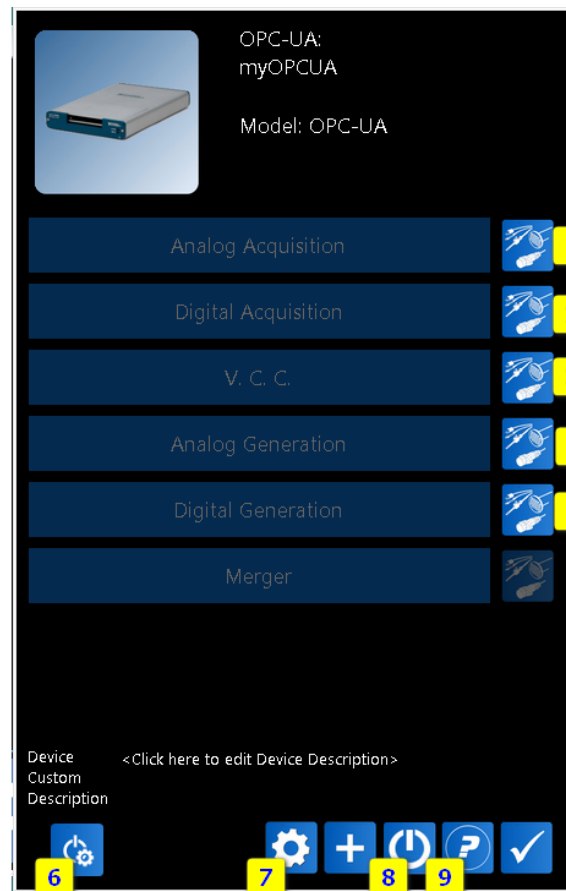 OPC-UA:
myOPCUA
Model: OPC-UA
Analog Acquisition
Digital Acquisition
V. C. C.
Analog Generation
Digital Generation
Merger
Device
Custom
Description
<Click here to edit Device Description>
6
7
8
9
?